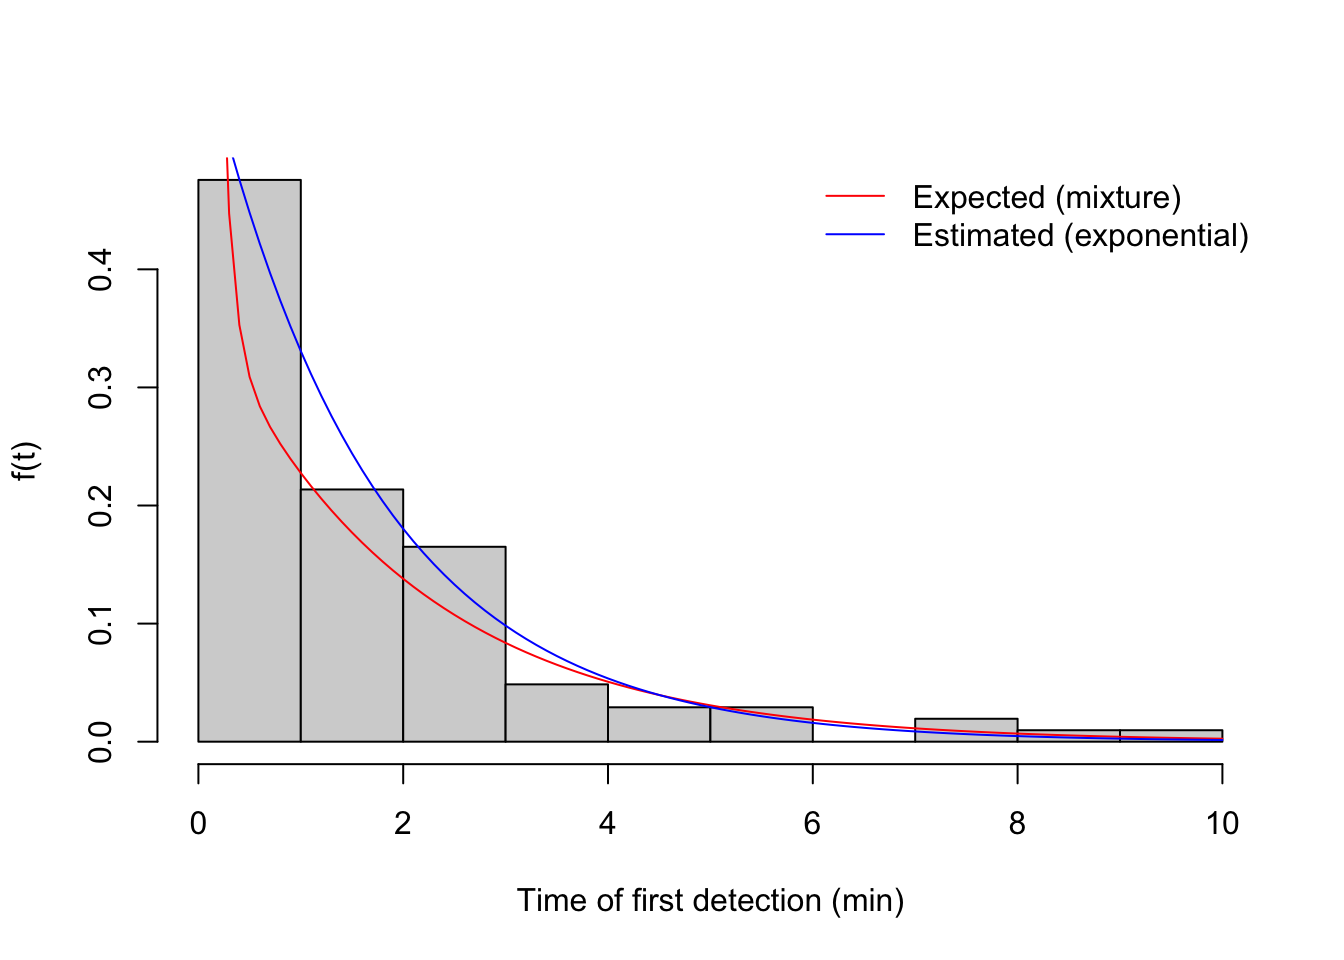 Expected (mixture)
Estimated (exponential)
f(t)
0.4
0.3
0.2
0.1
0.0
0 2 4 6 8 10
Time of first detection (min)